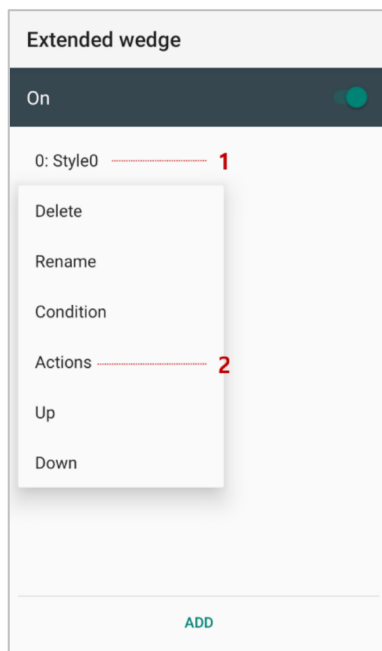 Extended wedge
On
0: Style0 1
Delete
Rename
Condition
Actions 2
Up
Down
ADD